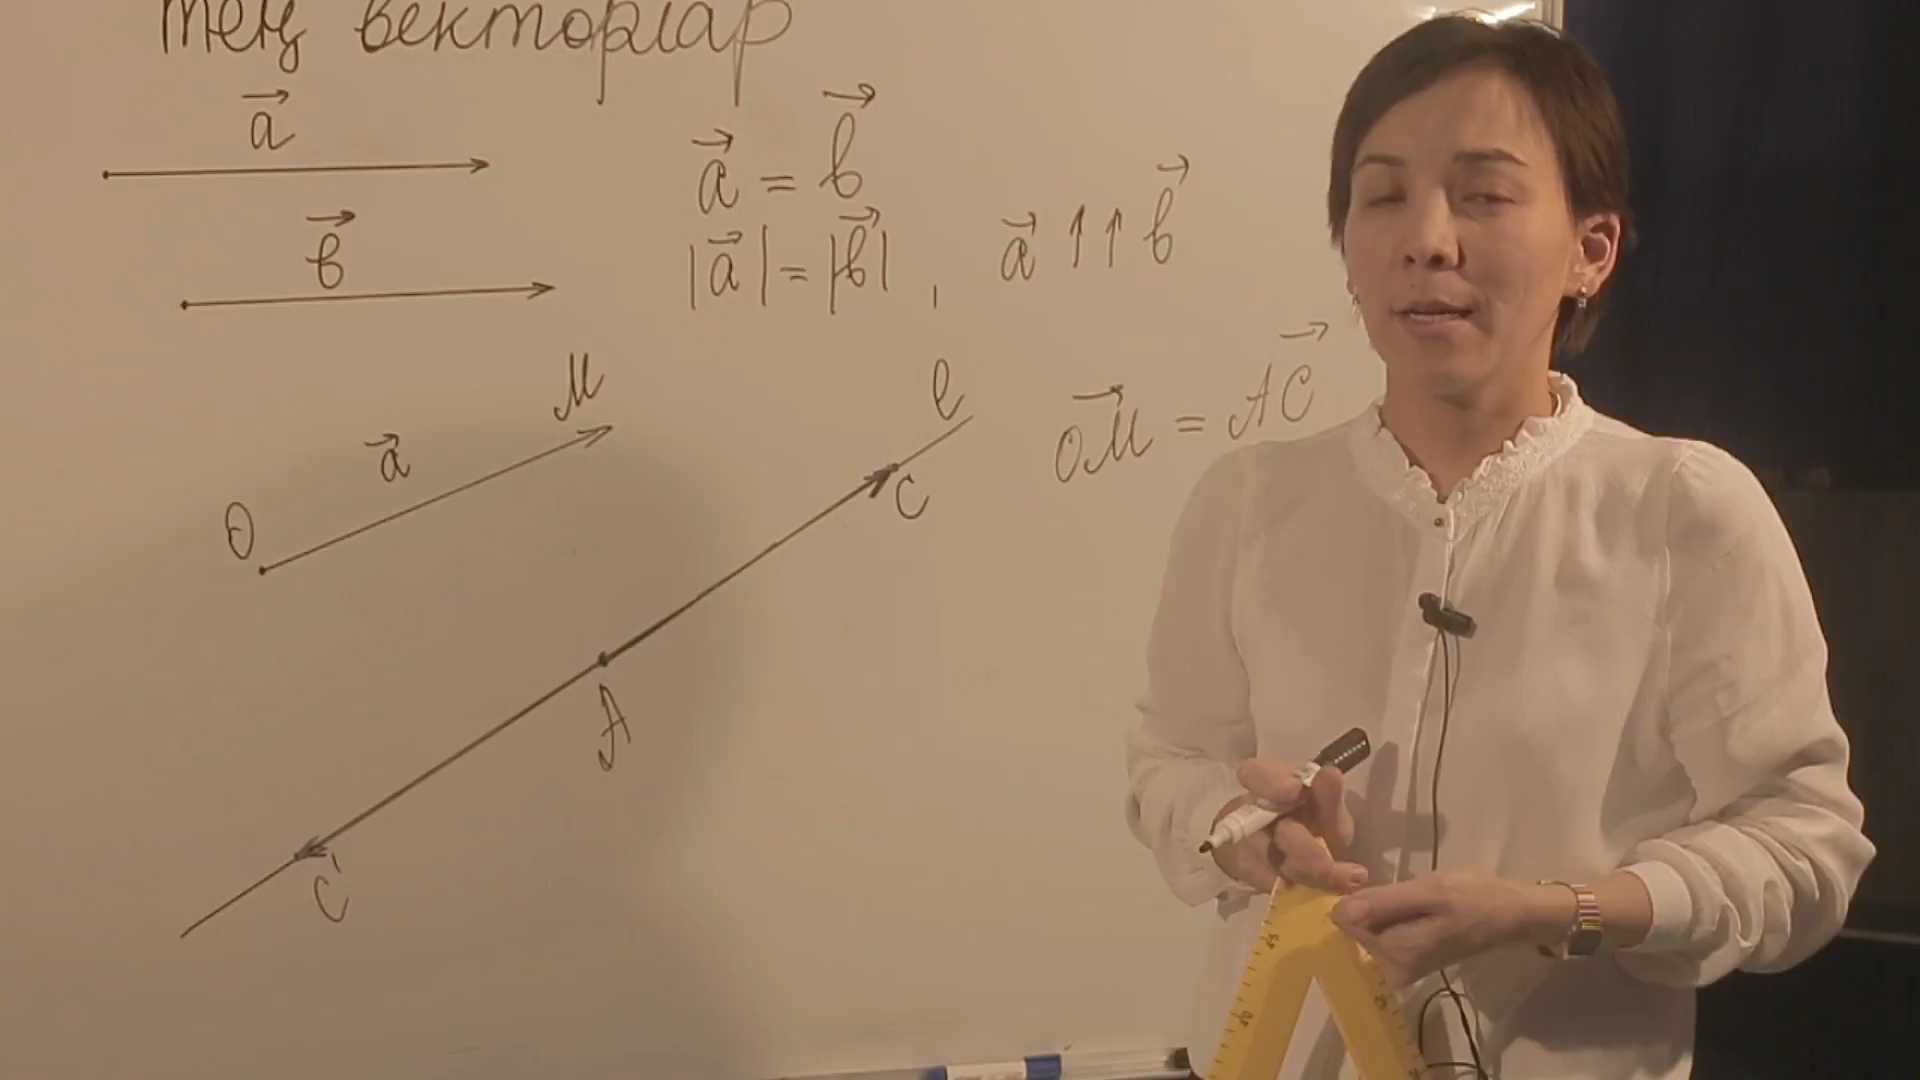 тең векторлар
a⃗
b⃗
a⃗ = b⃗
|a⃗| = |b⃗| , a⃗ ↑↑ b⃗
O a⃗ M
ℓ
C
A
C'
OM⃗ = AC⃗